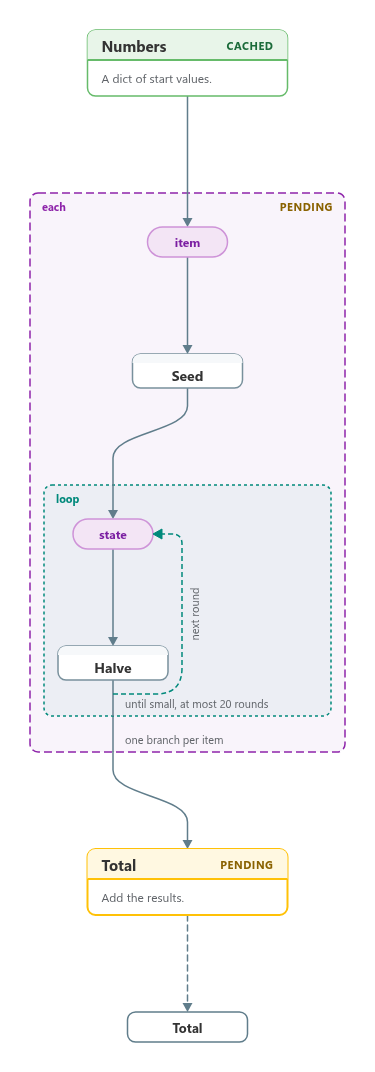 Numbers CACHED
A dict of start values.
each PENDING
item
Seed
loop
state
next round
Halve
until small, at most 20 rounds
one branch per item
Total PENDING
Add the results.
Total